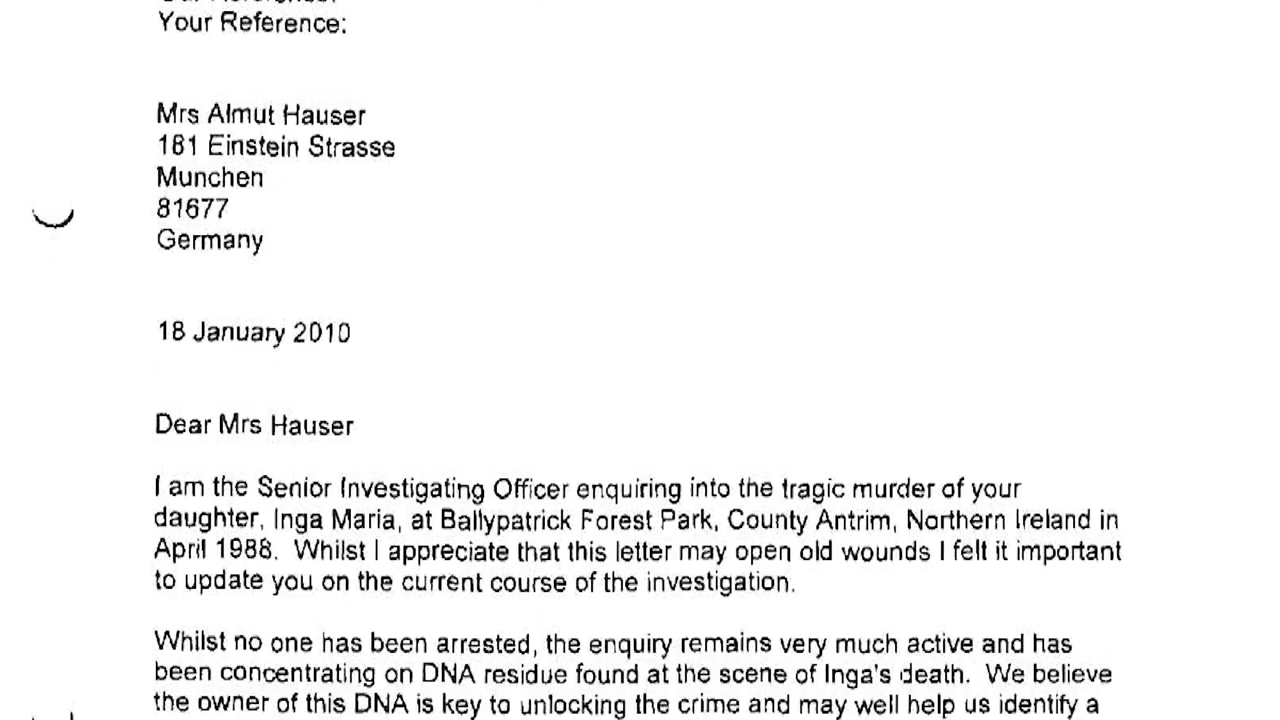 Your Reference:
Mrs Almut Hauser
181 Einstein Strasse
Munchen
81677
Germany
18 January 2010
Dear Mrs Hauser
I am the Senior Investigating Officer enquiring into the tragic murder of your
daughter, Inga Maria, at Ballypatrick Forest Park, County Antrim, Northern Ireland in
April 1988. Whilst I appreciate that this letter may open old wounds I felt it important
to update you on the current course of the investigation.
Whilst no one has been arrested, the enquiry remains very much active and has
been concentrating on DNA residue found at the scene of Inga's death. We believe
the owner of this DNA is key to unlocking the crime and may well help us identify a